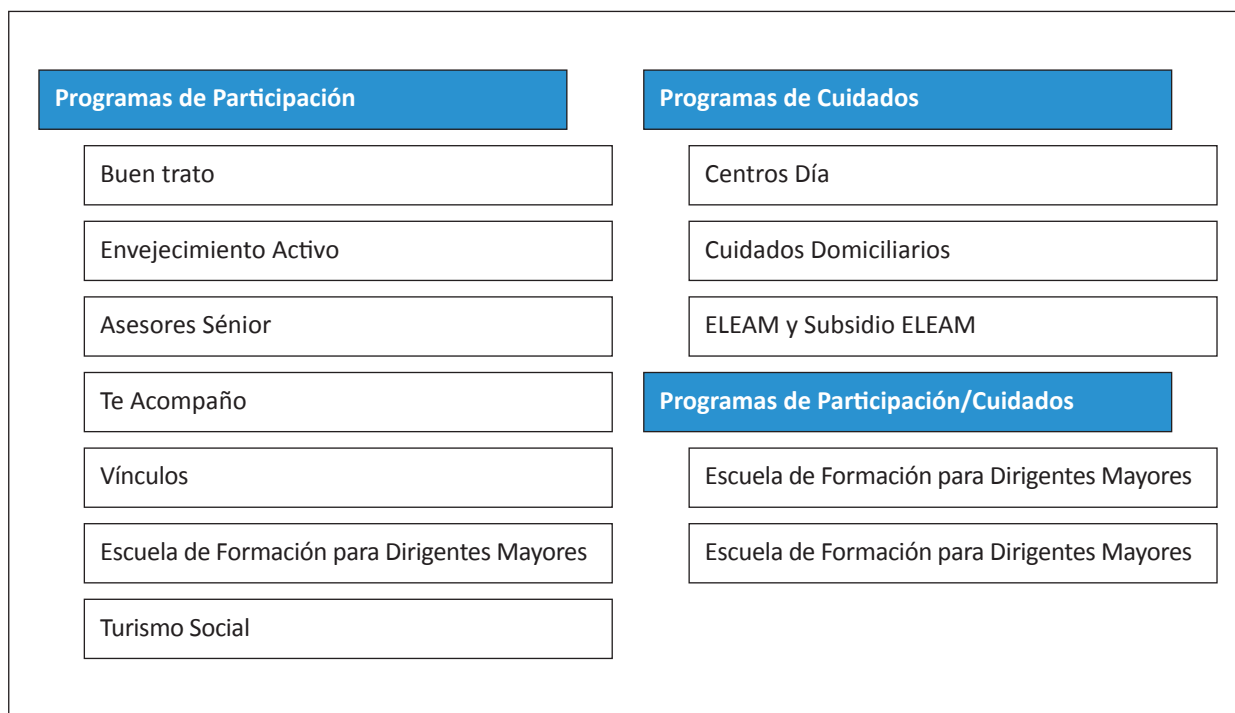 Programas de Participación
Buen trato
Envejecimiento Activo
Asesores Sénior
Te Acompaño
Vínculos
Escuela de Formación para Dirigentes Mayores
Turismo Social
Programas de Cuidados
Centros Día
Cuidados Domiciliarios
ELEAM y Subsidio ELEAM
Programas de Participación/Cuidados
Escuela de Formación para Dirigentes Mayores
Escuela de Formación para Dirigentes Mayores